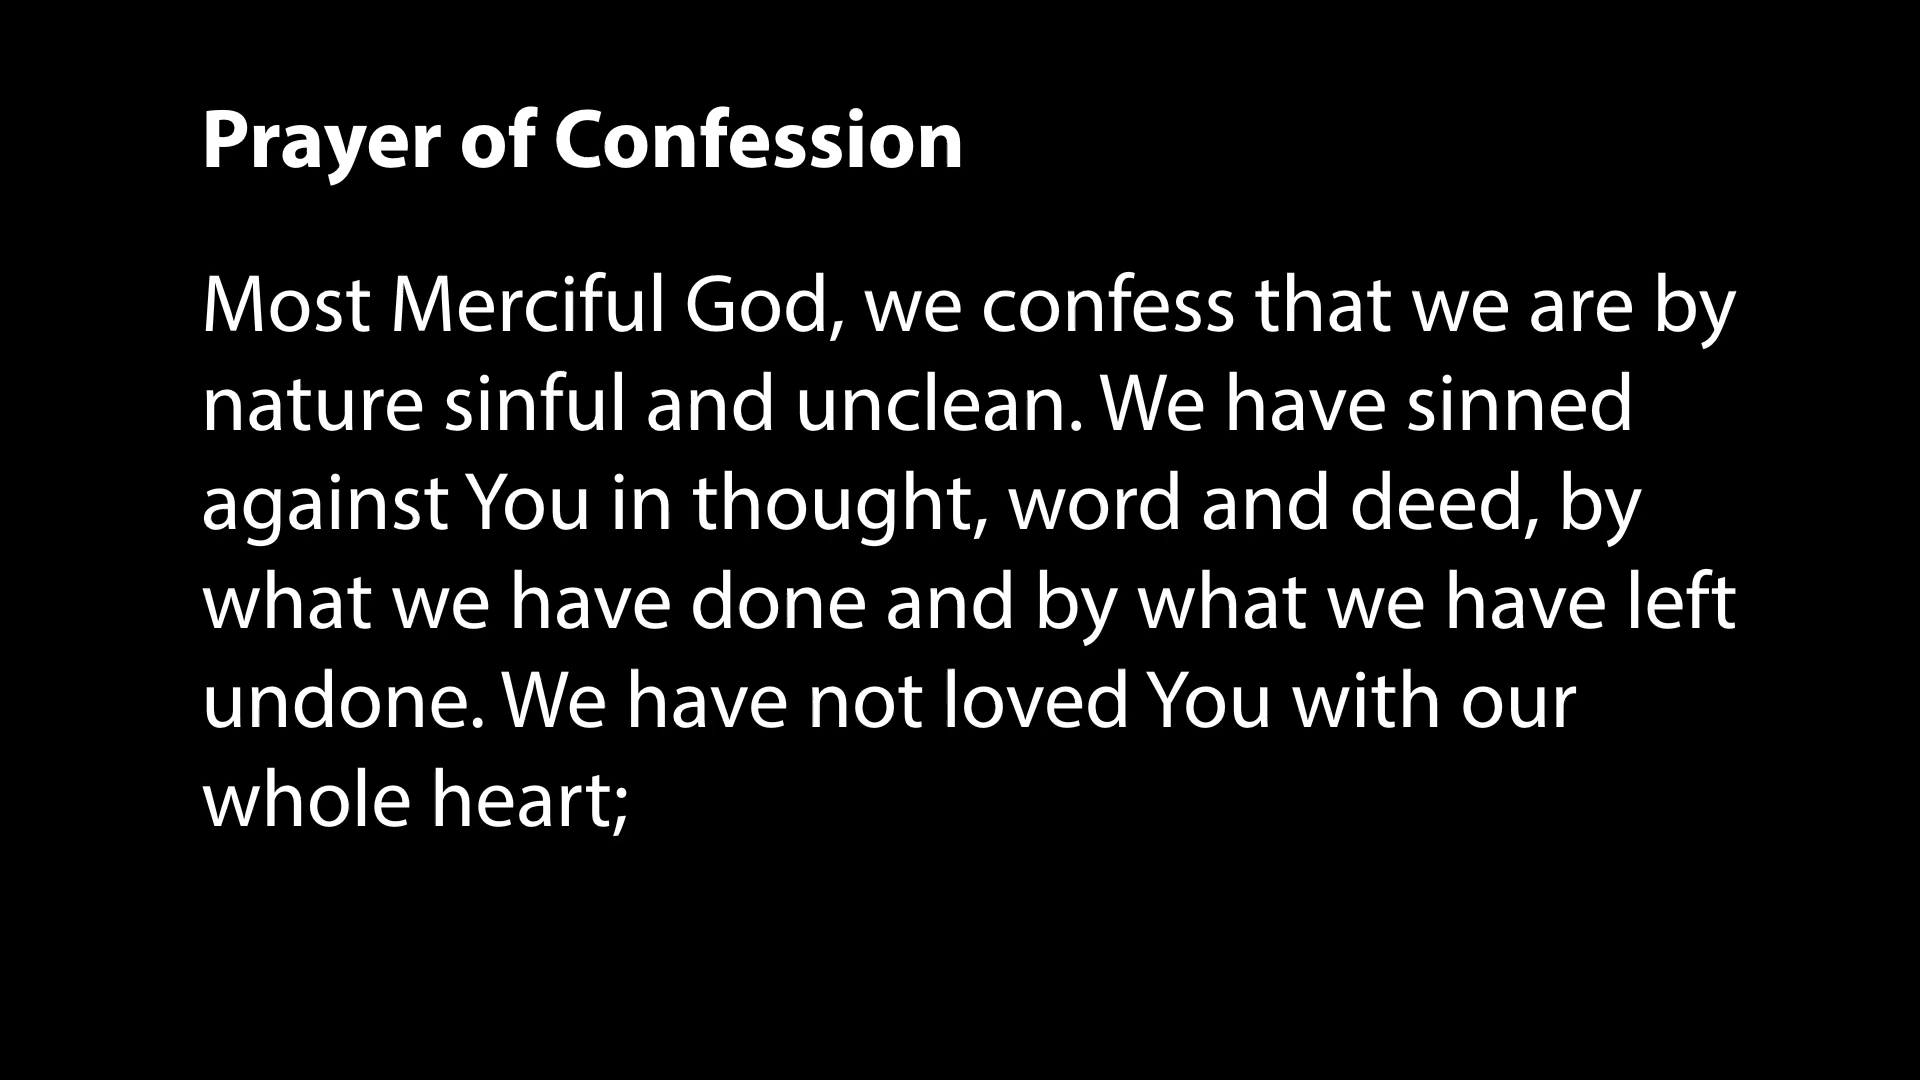 Prayer of Confession
Most Merciful God, we confess that we are by
nature sinful and unclean. We have sinned
against You in thought, word and deed, by
what we have done and by what we have left
undone. We have not loved You with our
whole heart;